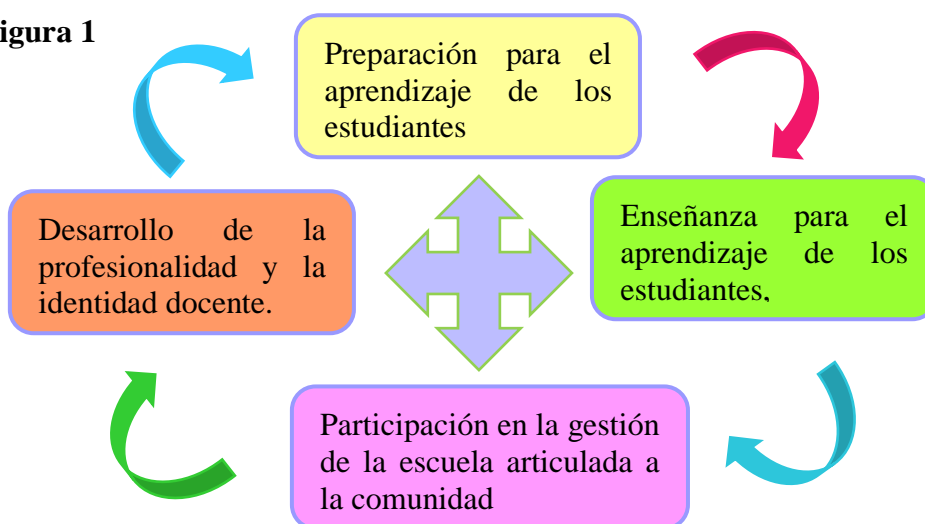 igura 1
Preparación para el
aprendizaje de los
estudiantes
Desarrollo de la
profesionalidad y la
identidad docente.
Enseñanza para el
aprendizaje de los
estudiantes,
Participación en la gestión
de la escuela articulada a
la comunidad